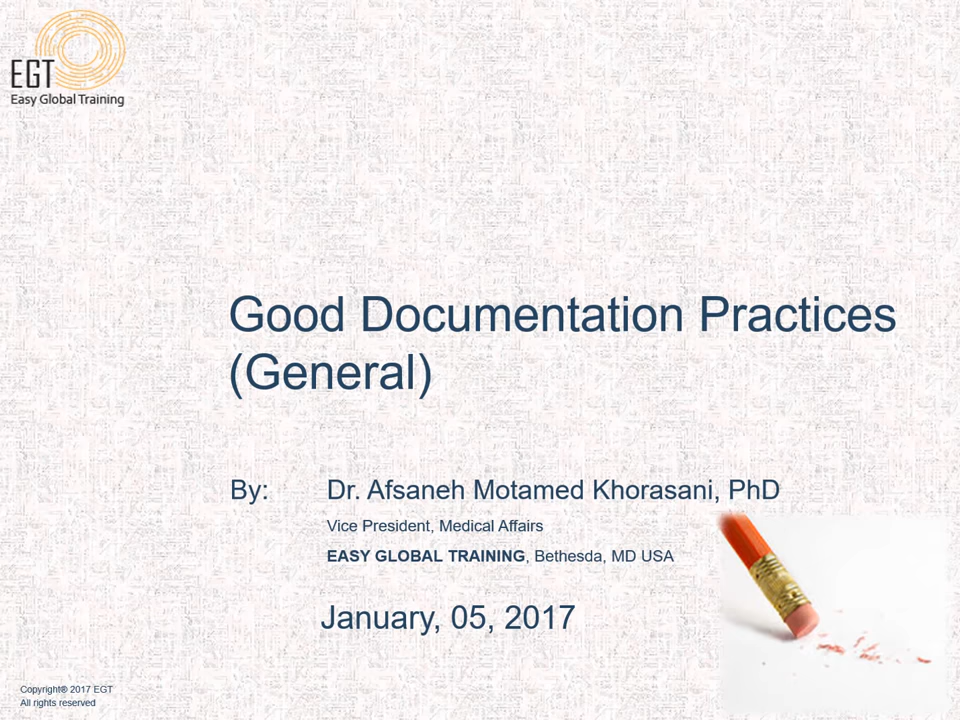 EGT
Easy Global Training
Good Documentation Practices
(General)
By: Dr. Afsaneh Motamed Khorasani, PhD
Vice President, Medical Affairs
EASY GLOBAL TRAINING, Bethesda, MD USA
January, 05, 2017
Copyright® 2017 EGT
All rights reserved